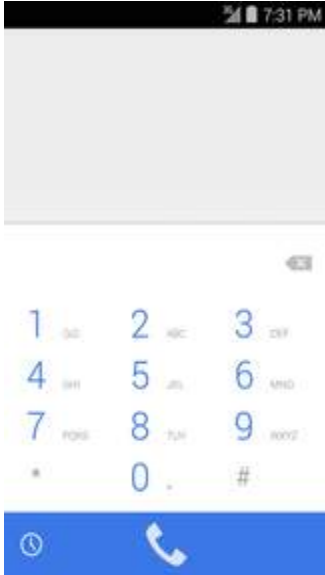 7:31 PM
1
2 ABC
3 DEF
4 GHI
5 JKL
6 MNO
7 PQRS
8 TUV
9 WXYZ
*
0
#